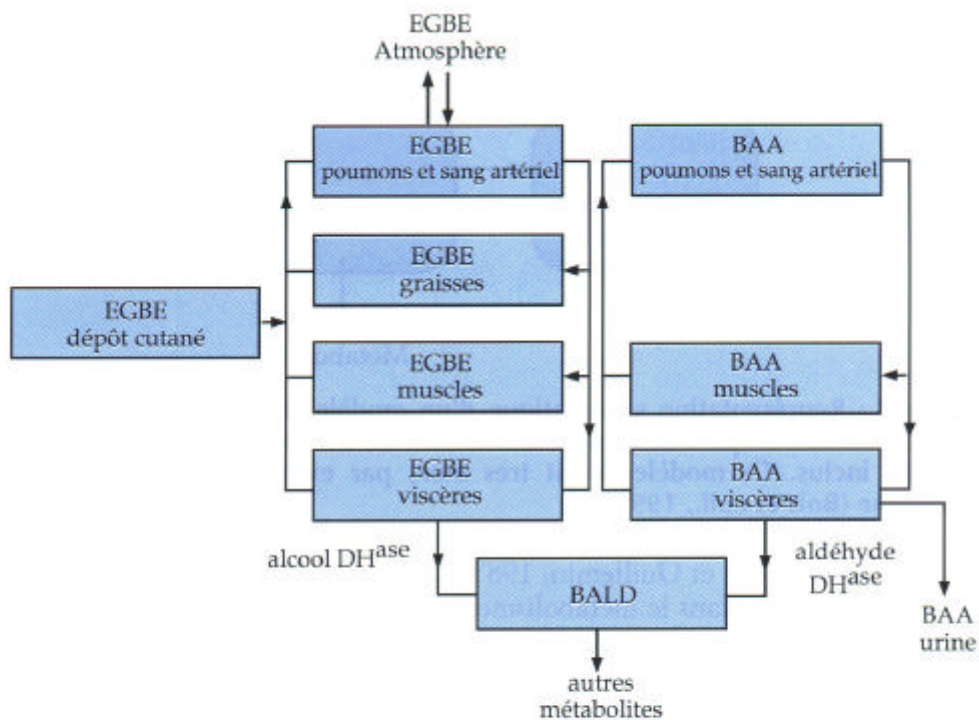 EGBE
Atmosphère
EGBE
poumons et sang artériel
BAA
poumons et sang artériel
EGBE
graisses
EGBE
dépôt cutané
EGBE
muscles
BAA
muscles
EGBE
viscères
BAA
viscères
alcool DHase
aldéhyde
DHase
BALD
BAA
urine
autres
métabolites